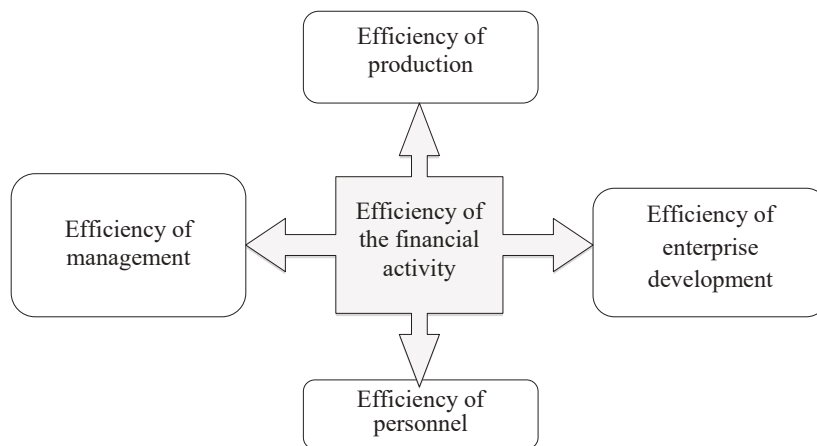 Efficiency of
production
Efficiency of
management
Efficiency of
the financial
activity
Efficiency of
enterprise
development
Efficiency of
personnel